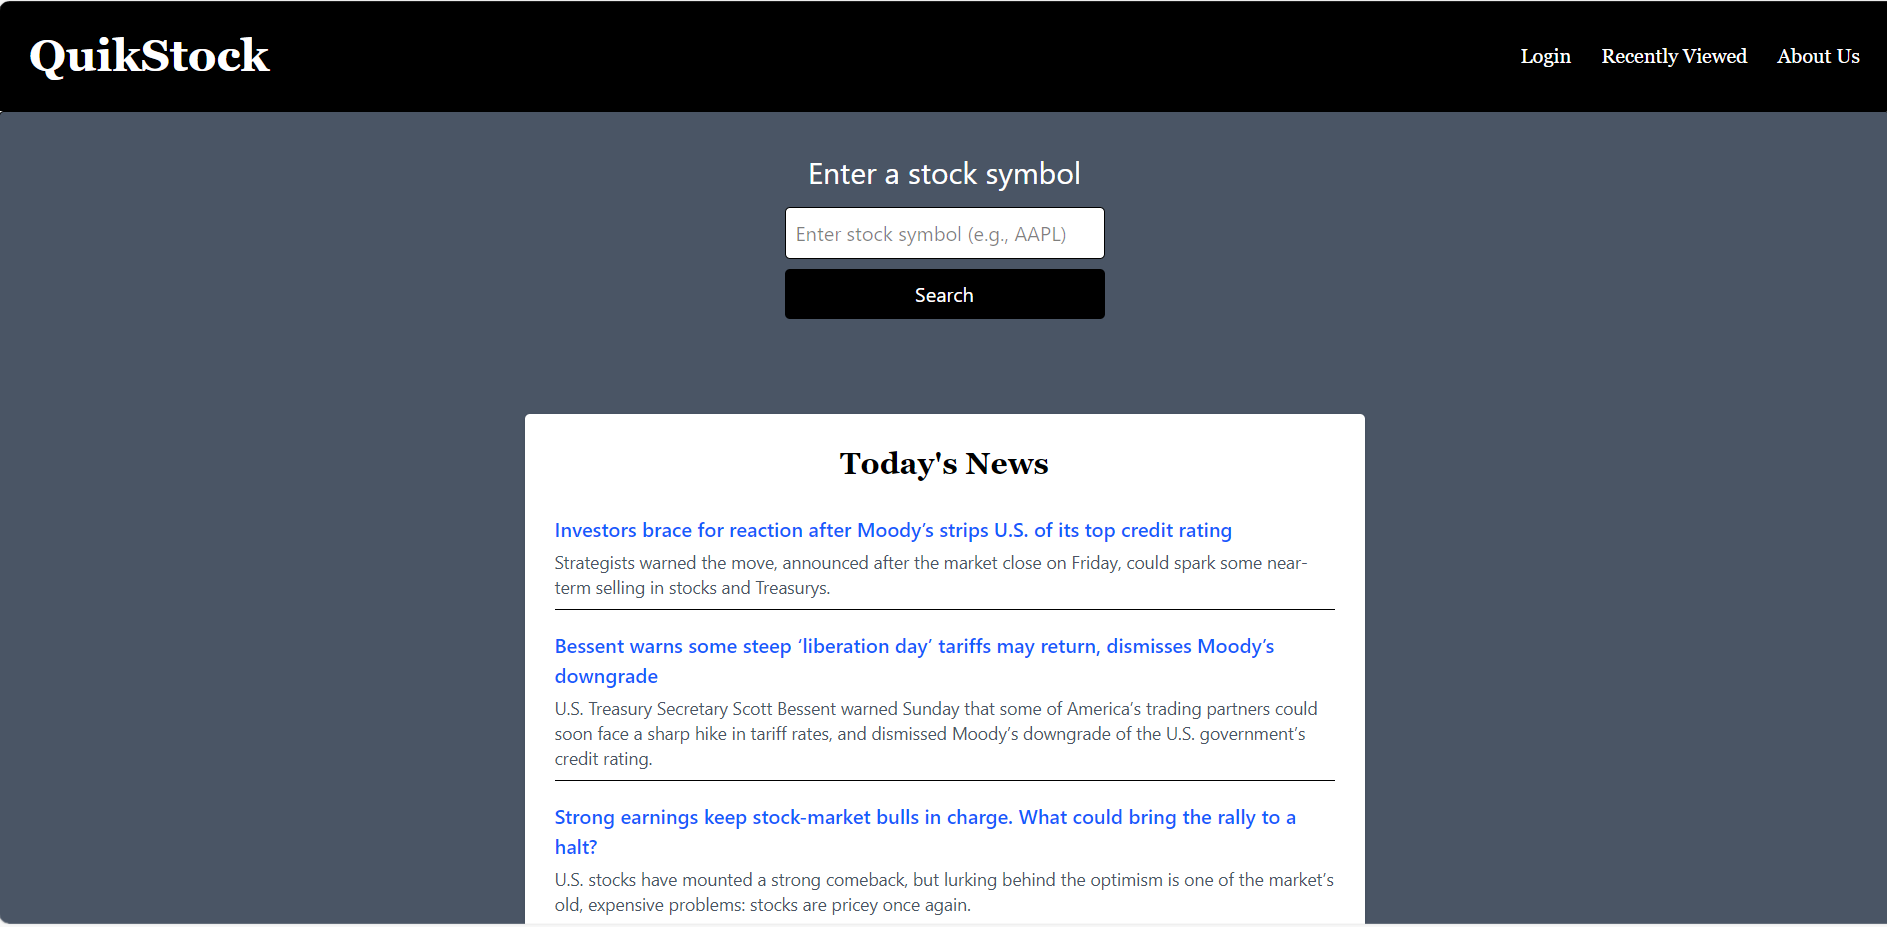 QuikStock
Login
Recently Viewed
About Us
Enter a stock symbol
Enter stock symbol (e.g., AAPL)
Search
Today's News
Investors brace for reaction after Moody’s strips U.S. of its top credit rating
Strategists warned the move, announced after the market close on Friday, could spark some near-
term selling in stocks and Treasurys.
Bessent warns some steep ‘liberation day’ tariffs may return, dismisses Moody’s
downgrade
U.S. Treasury Secretary Scott Bessent warned Sunday that some of America’s trading partners could
soon face a sharp hike in tariff rates, and dismissed Moody’s downgrade of the U.S. government’s
credit rating.
Strong earnings keep stock-market bulls in charge. What could bring the rally to a
halt?
U.S. stocks have mounted a strong comeback, but lurking behind the optimism is one of the market’s
old, expensive problems: stocks are pricey once again.